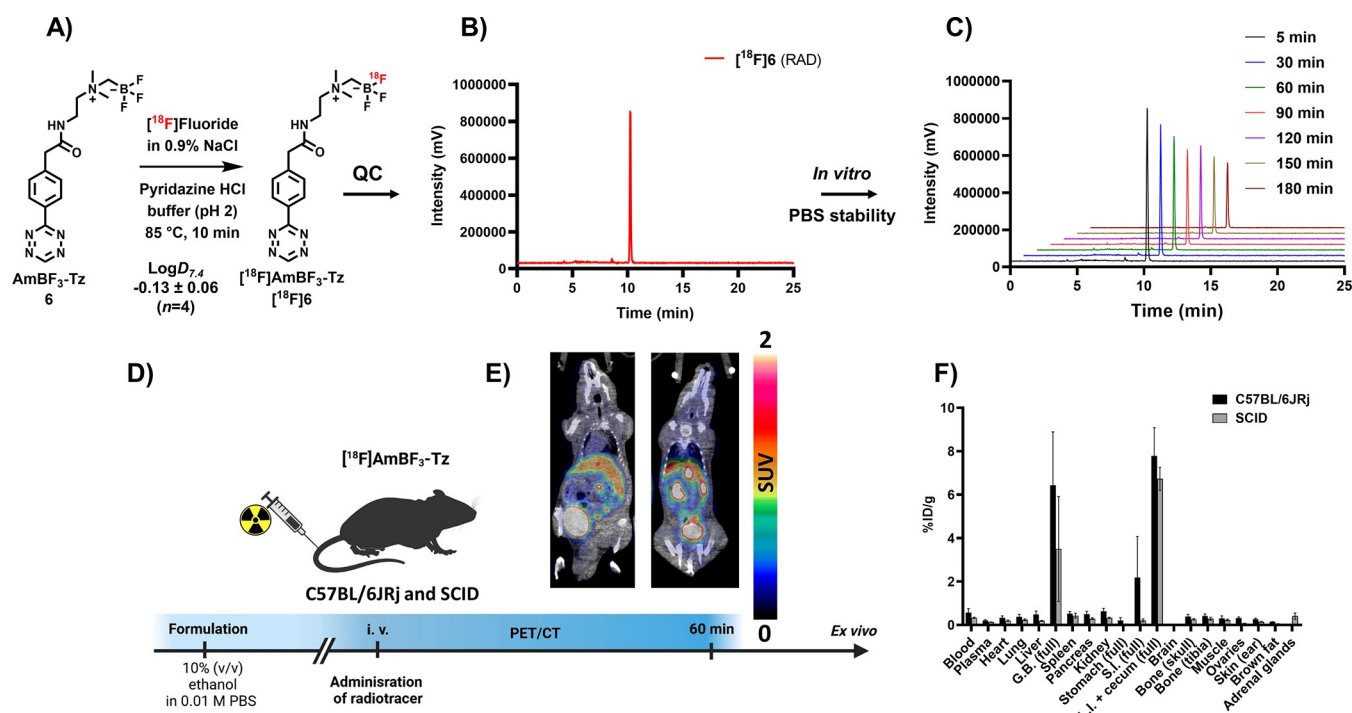 A)
N
+
B
18F
F
F
F
HN
O
N
N
N
N
AmBF3-Tz
6
[18F]Fluoride
in 0.9% NaCl
Pyridazine HCl
buffer (pH 2)
85 °C, 10 min
LogD7.4
-0.13 ± 0.06
(n=4)
N
+
B
F
F
F
HN
O
N
N
N
N
[18F]AmBF3-Tz
[18F]6
QC
B)
[18F]6 (RAD)
1000000
800000
600000
400000
200000
0
Intensity (mV)
0 5 10 15 20 25
Time (min)
In vitro
PBS stability
C)
5 min
30 min
60 min
90 min
120 min
150 min
180 min
1000000
800000
600000
400000
200000
0
Intensity (mV)
0 5 10 15 20 25
Time (min)
D)
[18F]AmBF3-Tz
C57BL/6JRj and SCID
Formulation
i. v.
PET/CT
60 min
Ex vivo
10% (v/v)
ethanol
in 0.01 M PBS
Adminisration
of radiotracer
E)
2
SUV
0
F)
C57BL/6JRj
SCID
10
8
6
4
2
0
%ID/g
Blood
Plasma
Heart
Lung
Liver
G.B. (full)
Spleen
Pancreas
Kidney
Stomach (full)
S.I. (full)
.I. + cecum (full)
Brain
Bone (skull)
Bone (tibia)
Muscle
Ovaries
Skin (ear)
Brown fat
Adrenal glands